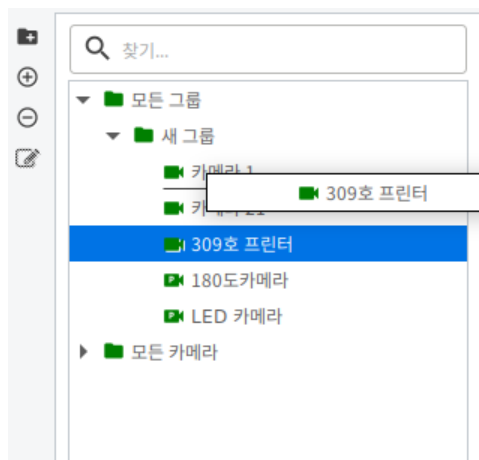 찾기...
모든 그룹
새 그룹
카메라 1
309호 프린터
309호 프린터
180도카메라
LED 카메라
모든 카메라